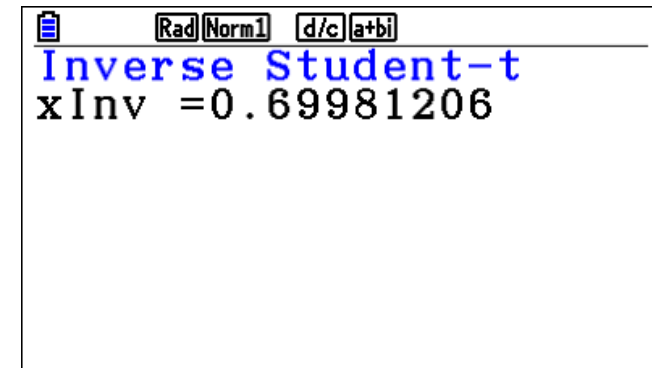 Rad Norm1 d/c a+bi
Inverse Student-t
xInv =0.69981206